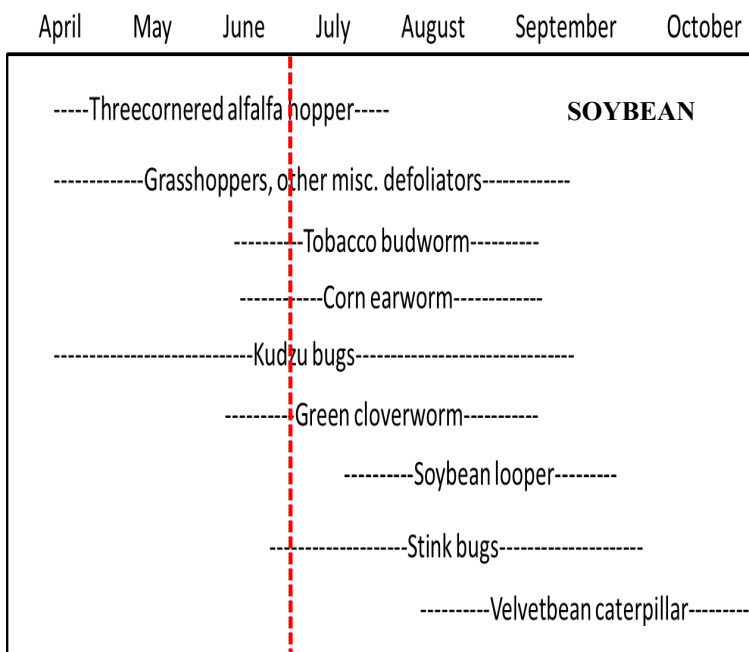 April May June July August September October
-----Threecornered alfalfa hopper----- SOYBEAN
-------------Grasshoppers, other misc. defoliators-------------
----------Tobacco budworm----------
------------Corn earworm-------------
-----------------------------Kudzu bugs--------------------------------
----------Green cloverworm-----------
----------Soybean looper---------
--------------------Stink bugs---------------------
----------Velvetbean caterpillar---------